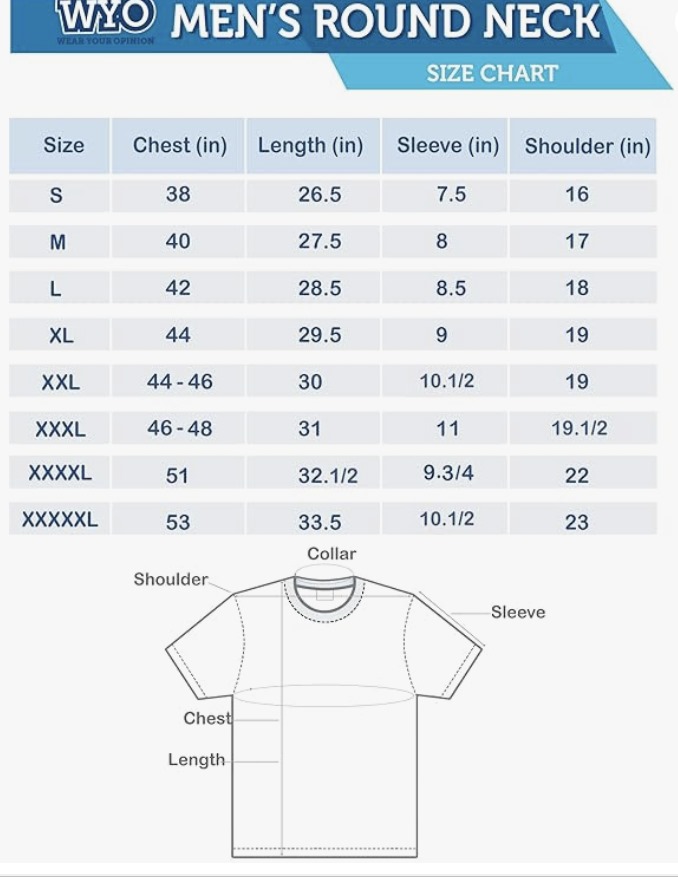 WYO MEN'S ROUND NECK
WEAR YOUR OPINION
SIZE CHART
Size Chest (in) Length (in) Sleeve (in) Shoulder (in)
S 38 26.5 7.5 16
M 40 27.5 8 17
L 42 28.5 8.5 18
XL 44 29.5 9 19
XXL 44 - 46 30 10.1/2 19
XXXL 46 - 48 31 11 19.1/2
XXXXL 51 32.1/2 9.3/4 22
XXXXXL 53 33.5 10.1/2 23
Collar
Shoulder
Sleeve
Chest
Length